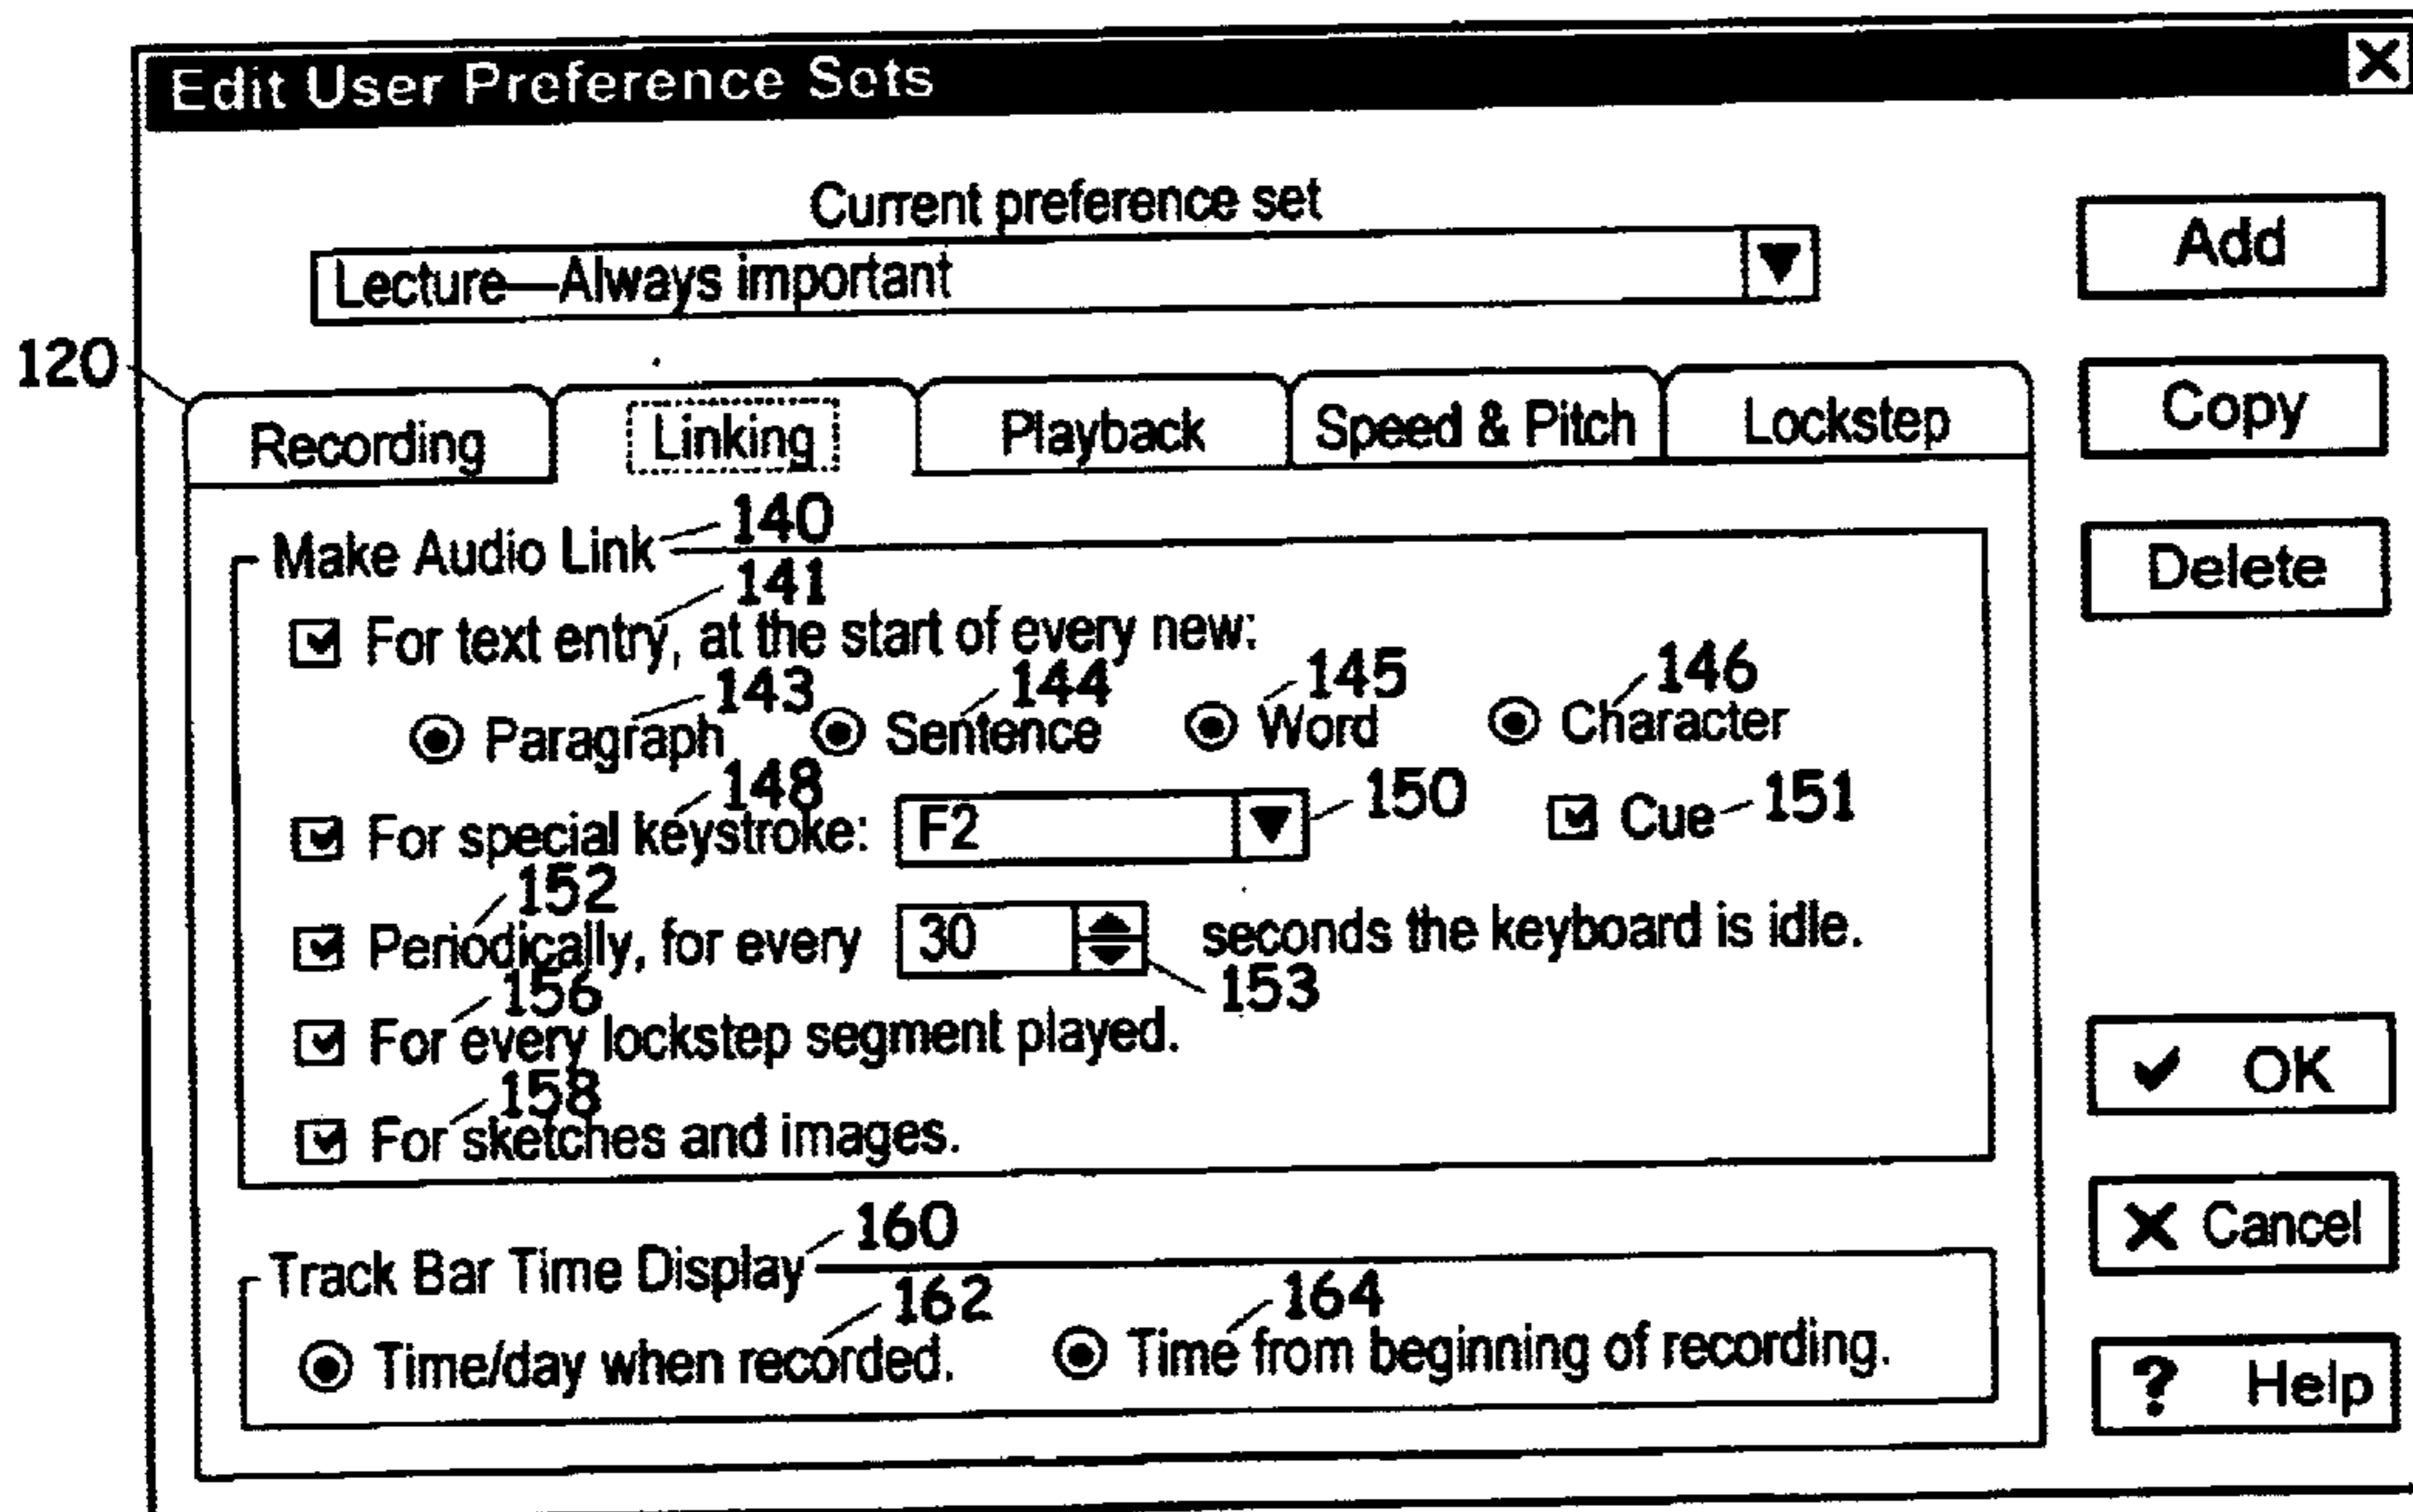 Edit User Preference Sets
Current preference set
Lecture—Always important
Add
120
Recording Linking Playback Speed & Pitch Lockstep
Copy
Make Audio Link 140
Delete
141
For text entry, at the start of every new:
143 144 145 146
Paragraph Sentence Word Character
148
For special keystroke: F2 150 Cue 151
152
Periodically, for every 30 seconds the keyboard is idle.
156 153
For every lockstep segment played.
OK
158
For sketches and images.
160
Cancel
Track Bar Time Display
162 164
Time/day when recorded. Time from beginning of recording.
? Help